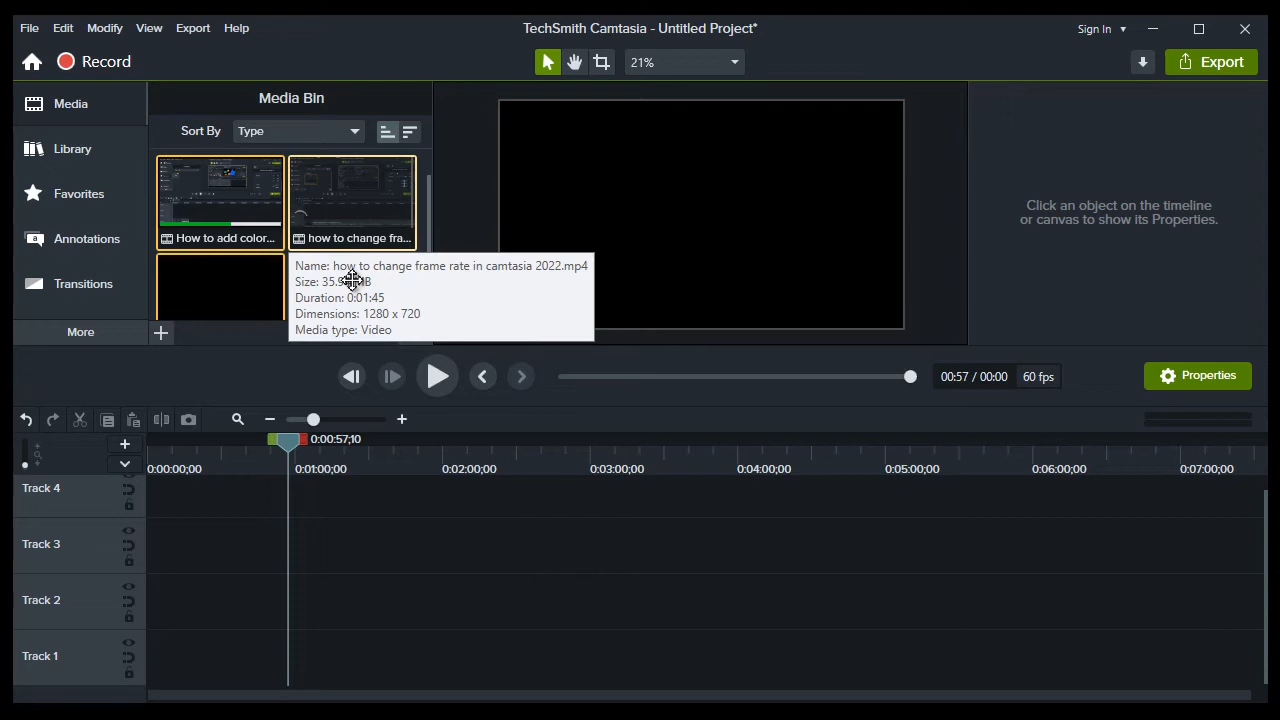 File Edit Modify View Export Help
TechSmith Camtasia - Untitled Project*
Sign In
Record
21%
Export
Media
Library
Favorites
Annotations
Transitions
More
Media Bin
Sort By Type
How to add color...
how to change fra...
Name: how to change frame rate in camtasia 2022.mp4
Size: MB
Duration: 0:01:45
Dimensions: 1280 x 720
Media type: Video
Click an object on the timeline
or canvas to show its Properties.
00:57 / 00:00 60 fps
Properties
0:00:57;10
0:00:00;00 0:01:00;00 0:02:00;00 0:03:00;00 0:04:00;00 0:05:00;00 0:06:00;00 0:07:00;00
Track 4
Track 3
Track 2
Track 1